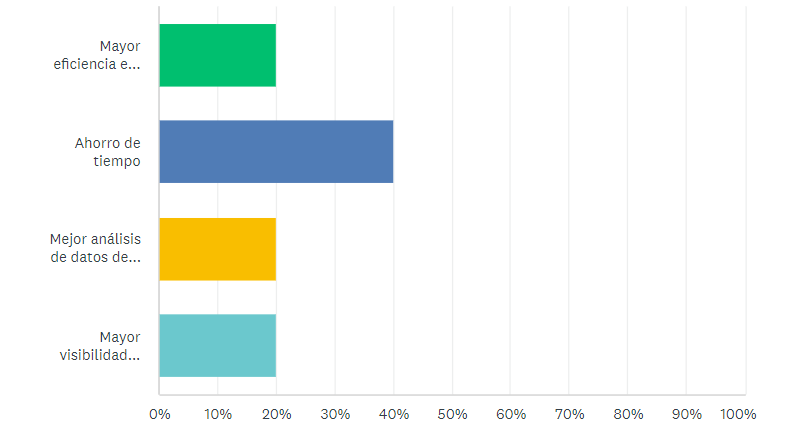 Mayor
eficiencia e...
Ahorro de
tiempo
Mejor análisis
de datos de...
Mayor
visibilidad...
0% 10% 20% 30% 40% 50% 60% 70% 80% 90% 100%